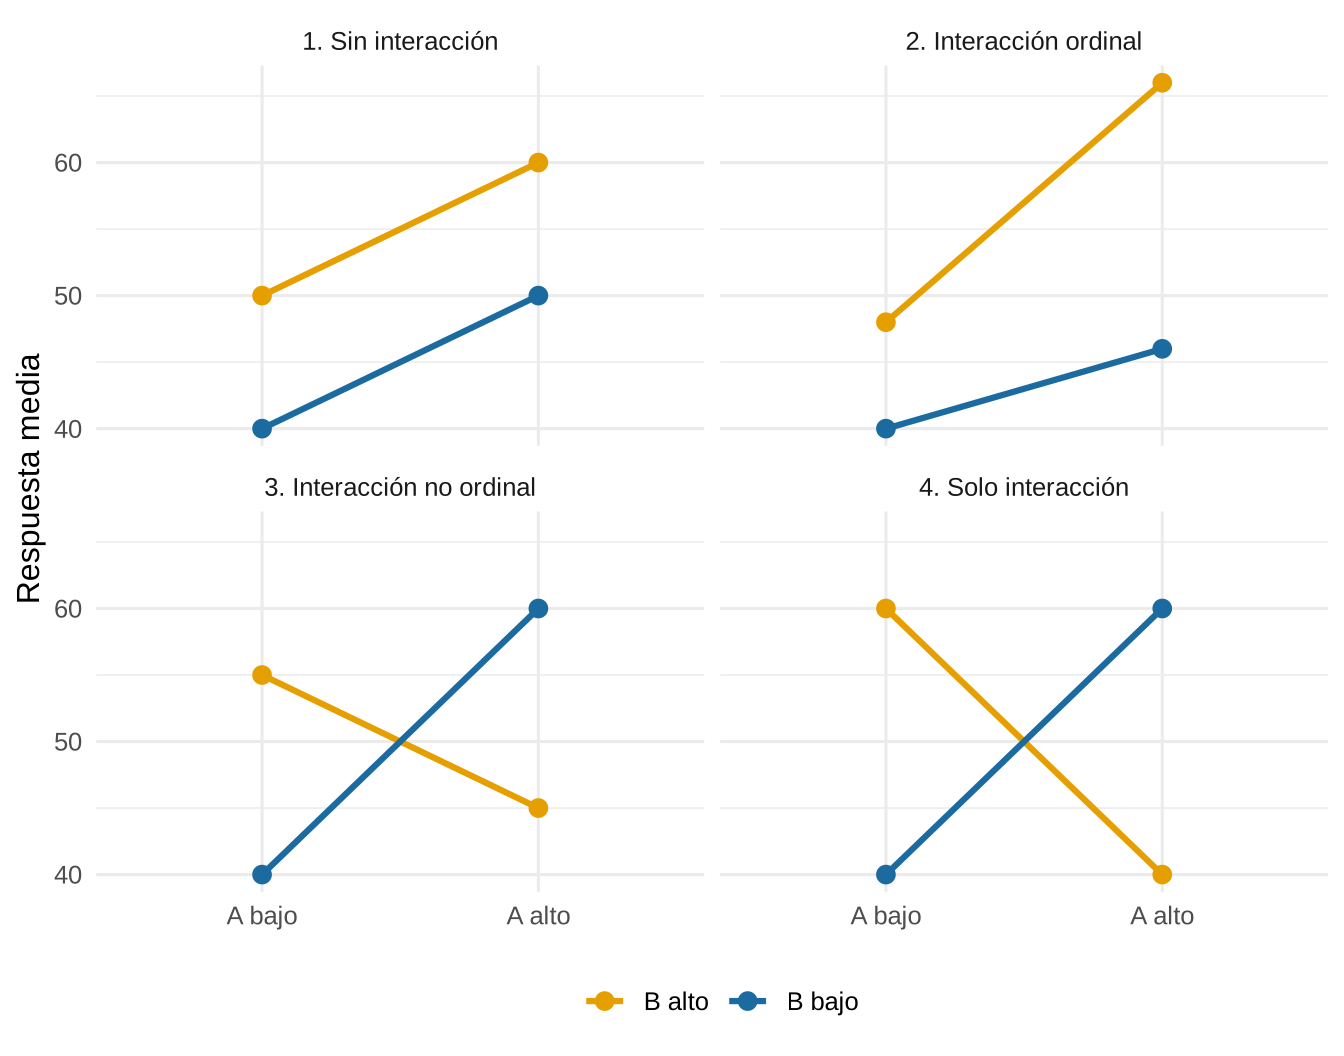 1. Sin interacción
2. Interacción ordinal
60
50
40
Respuesta media
3. Interacción no ordinal
4. Solo interacción
60
50
40
A bajo
A alto
A bajo
A alto
B alto
B bajo